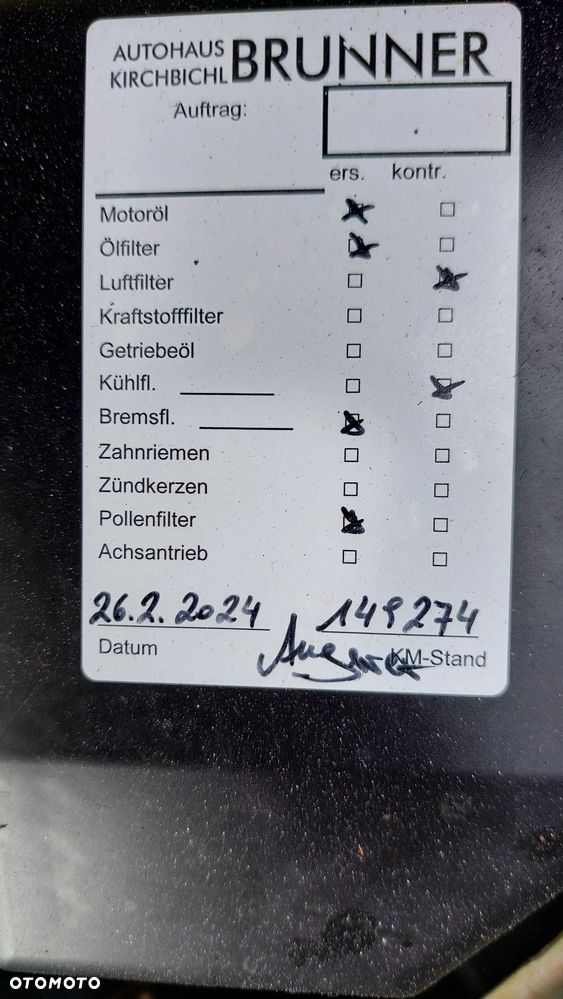 AUTOHAUS
KIRCHBICHL BRUNNER
Auftrag:
ers. kontr.
Motoröl
Ölfilter
Luftfilter
Kraftstofffilter
Getriebeöl
Kühlfl.
Bremsfl.
Zahnriemen
Zündkerzen
Pollenfilter
Achsantrieb
26.2.2024 149274
Datum KM-Stand
OTOMOTO